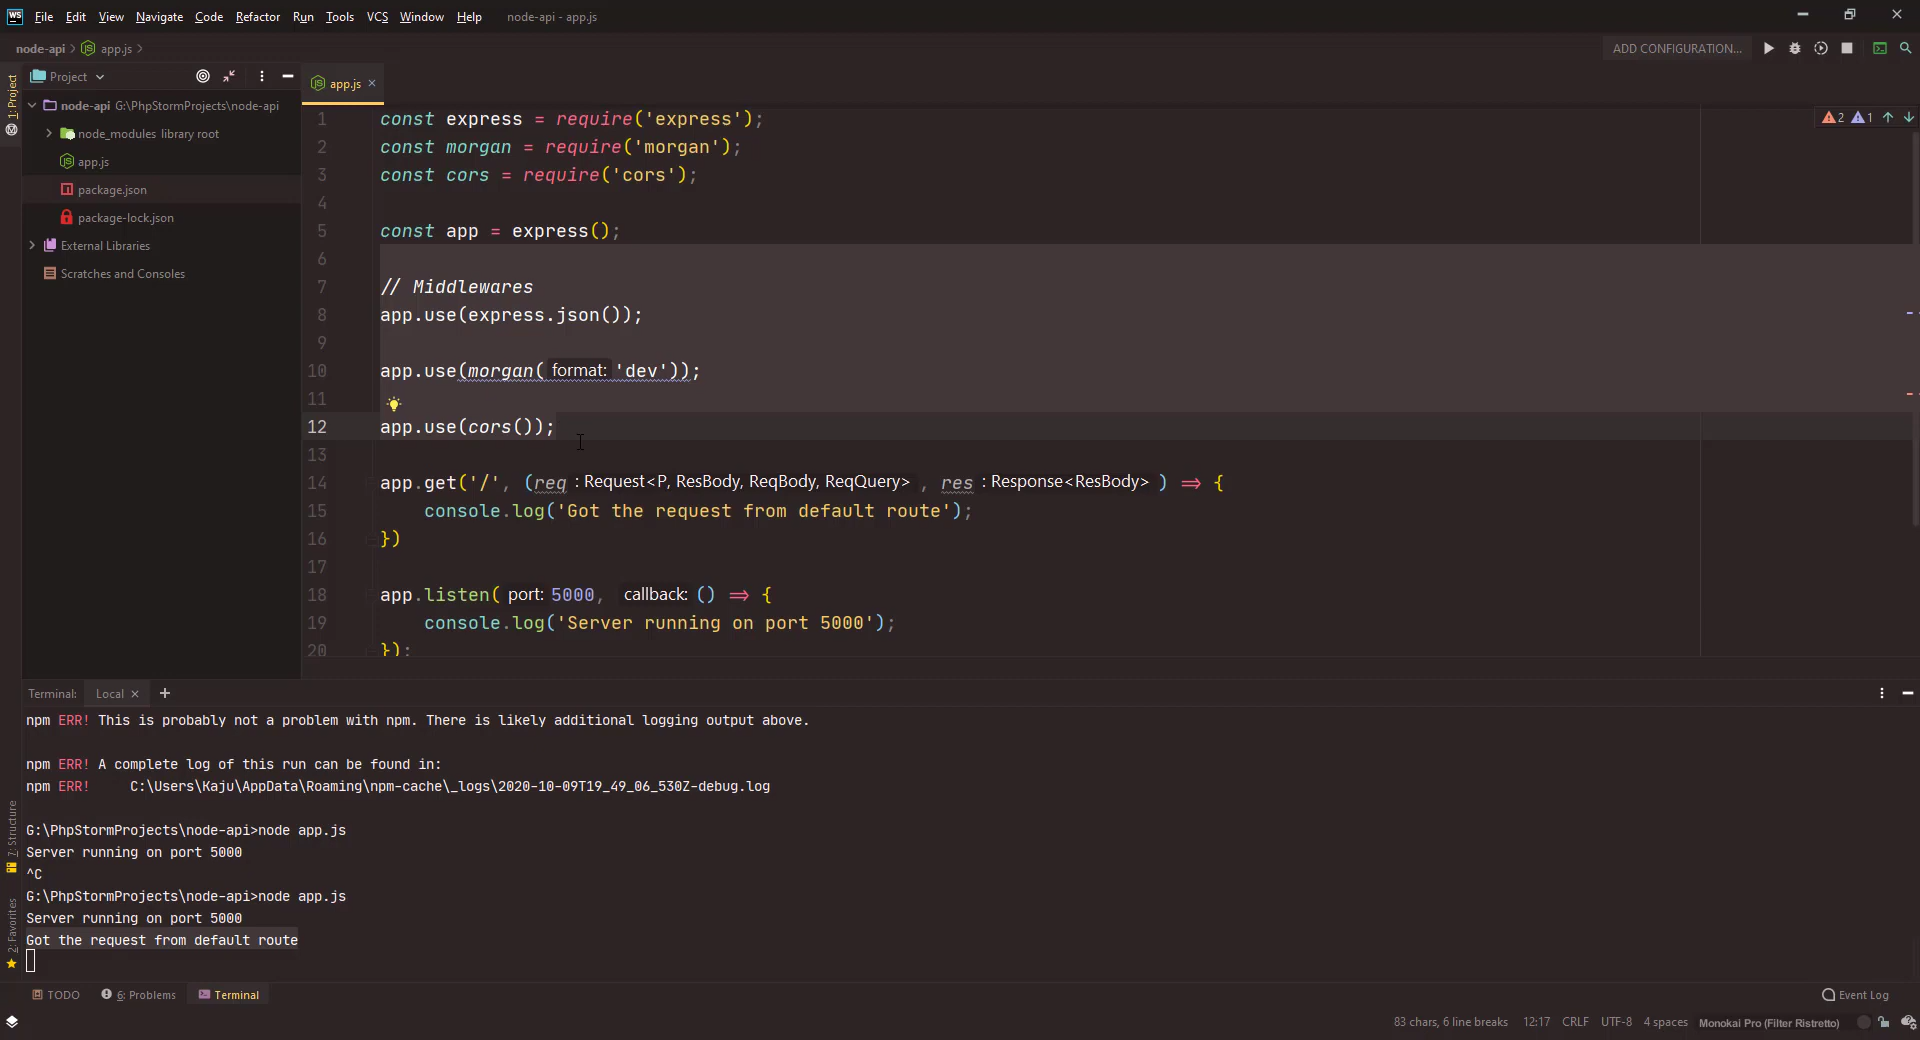 WS File Edit View Navigate Code Refactor Run Tools VCS Window Help node-api - app.js
node-api app.js ADD CONFIGURATION...
1: Project
Project
node-api G:\PhpStormProjects\node-api
node_modules library root
app.js
package.json
package-lock.json
External Libraries
Scratches and Consoles
app.js
2 1
1 const express = require('express');
2 const morgan = require('morgan');
3 const cors = require('cors');
4
5 const app = express();
6
7 // Middlewares
8 app.use(express.json());
9
10 app.use(morgan( format: 'dev'));
11
12 app.use(cors());
13
14 app.get('/', (req : Request<P, ResBody, ReqBody, ReqQuery> , res : Response<ResBody> ) => {
15 console.log('Got the request from default route');
16 })
17
18 app.listen( port: 5000, callback: () => {
19 console.log('Server running on port 5000');
20 });
Terminal: Local
npm ERR! This is probably not a problem with npm. There is likely additional logging output above.
npm ERR! A complete log of this run can be found in:
npm ERR! C:\Users\Kaju\AppData\Roaming\npm-cache\_logs\2020-10-09T19_49_06_530Z-debug.log
G:\PhpStormProjects\node-api>node app.js
Server running on port 5000
^C
G:\PhpStormProjects\node-api>node app.js
Server running on port 5000
Got the request from default route
7: Structure
2: Favorites
TODO 6: Problems Terminal Event Log
83 chars, 6 line breaks 12:17 CRLF UTF-8 4 spaces Monokai Pro (Filter Ristretto)